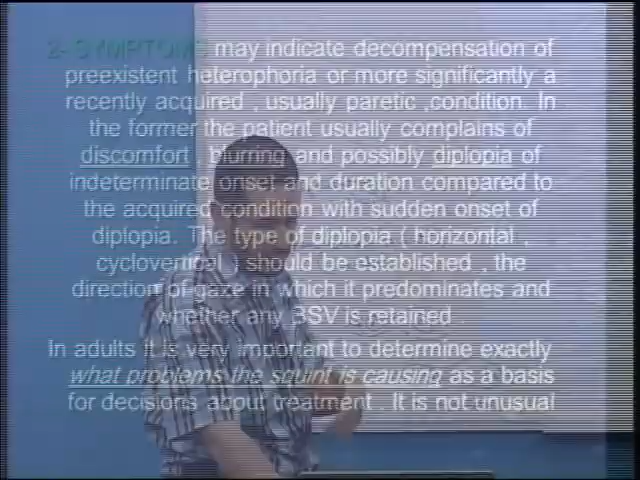 2- SYMPTOMS may indicate decompensation of
preexistent heterophoria or more significantly a
recently acquired , usually paretic ,condition. In
the former the patient usually complains of
discomfort , blurring and possibly diplopia of
indeterminate onset and duration compared to
the acquired condition with sudden onset of
diplopia. The type of diplopia ( horizontal ,
cyclovertical ) should be established , the
direction of gaze in which it predominates and
whether any BSV is retained .
In adults it is very important to determine exactly
what problems the squint is causing as a basis
for decisions about treatment . It is not unusual